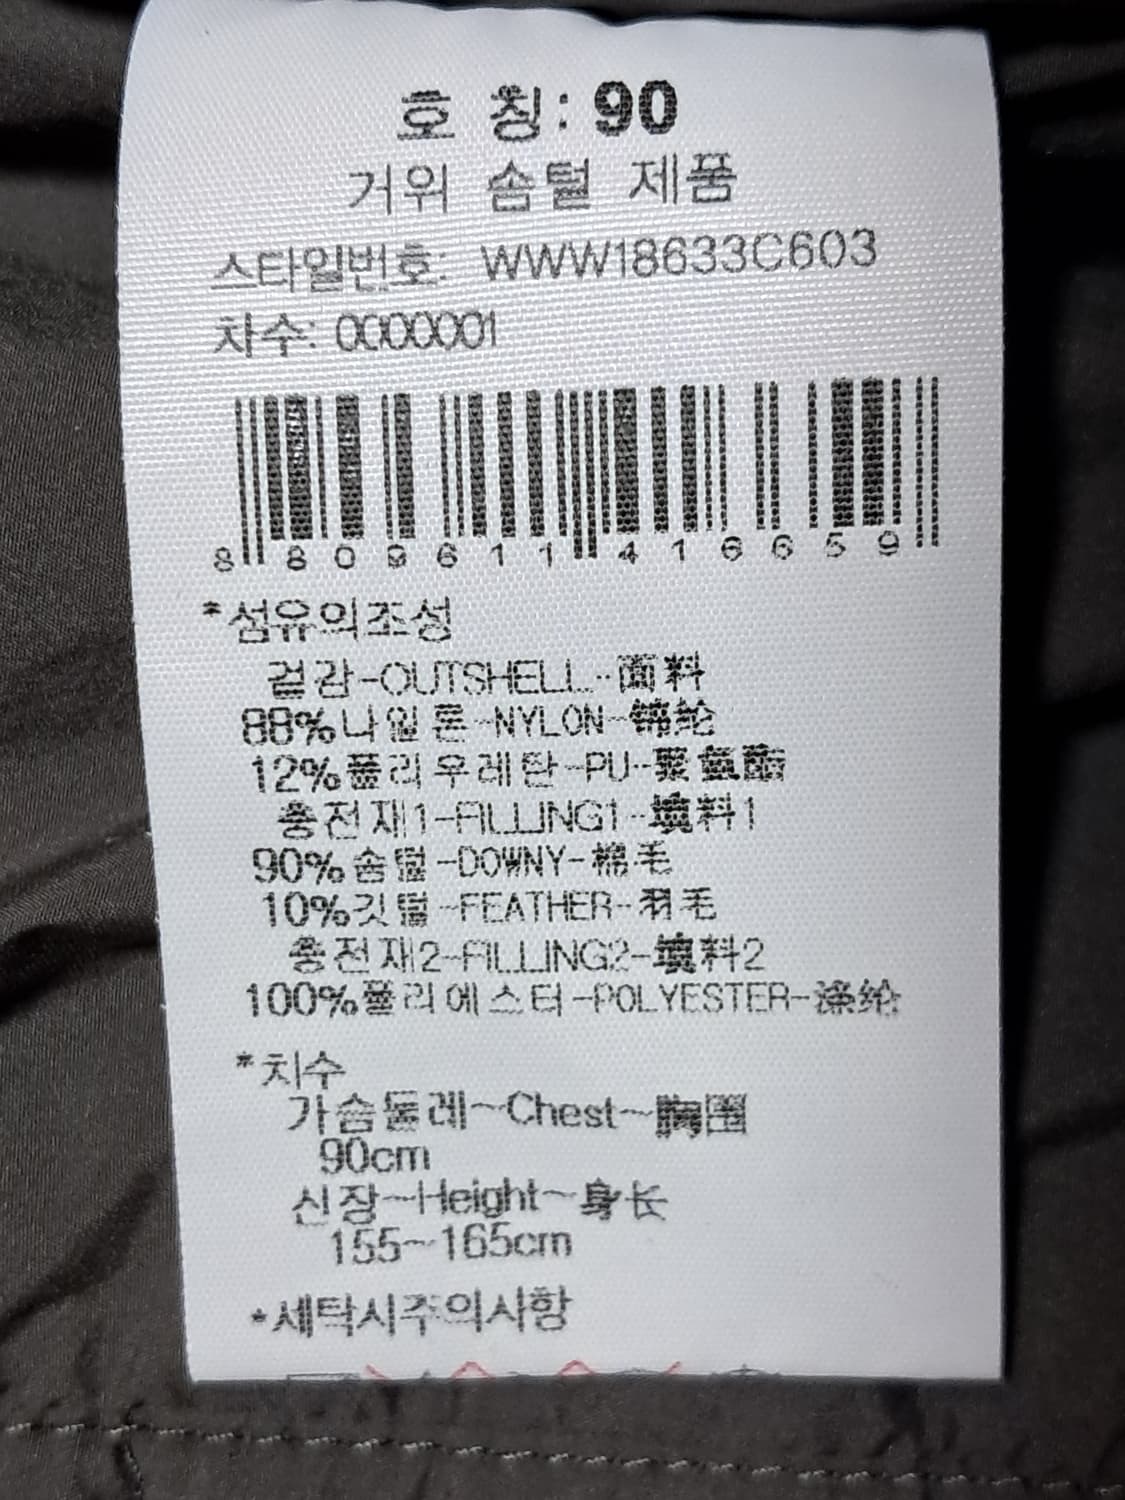 호 칭: 90
거위 솜털 제품
스타일번호: WWW18633C603
차수: 0000001
8 809611 416659
*섬유의조성
겉감-OUTSHELL-面料
88%나일론-NYLON-锦纶
12%폴리우레탄-PU-聚氨酯
충전재1-FILLING1-填料1
90%솜털-DOWNY-棉毛
10%깃털-FEATHER-羽毛
충전재2-FILLING2-填料2
100%폴리에스터-POLYESTER-涤纶
*치수
가슴둘레~Chest~胸围
90cm
신장~Height~身长
155~165cm
*세탁시주의사항